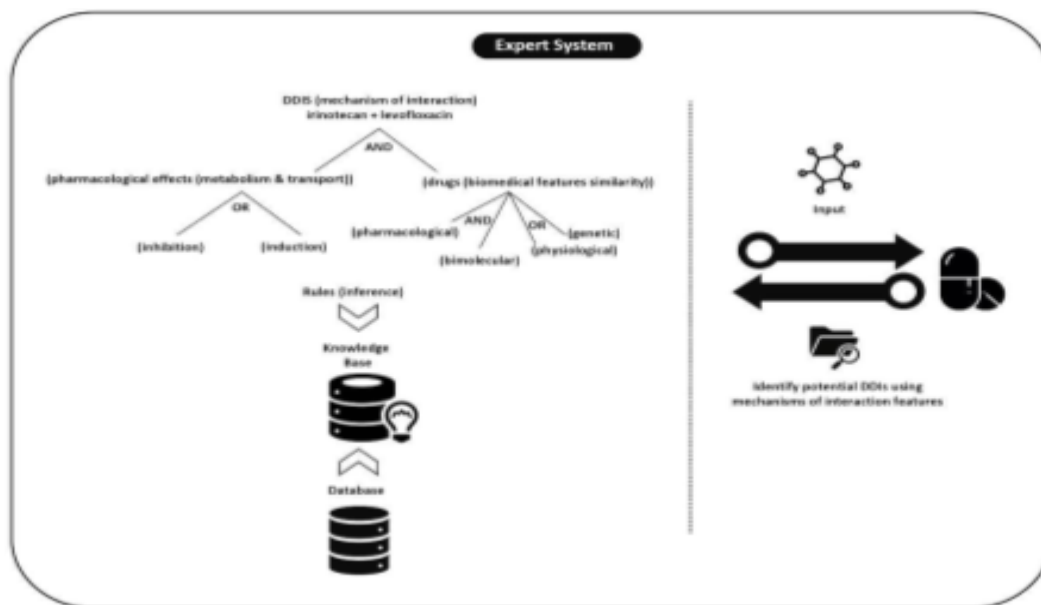 Expert System
DDIS (mechanism of interaction)
irinotecan + levofloxacin
AND
(pharmacological effects (metabolism & transport))
(drugs (biomedical features similarity))
OR
AND
OR
(inhibition)
(induction)
(pharmacological)
(genetic)
(bimolecular)
(physiological)
Rules (inference)
Knowledge
Base
Database
Input
Identify potential DDIs using
mechanisms of interaction features